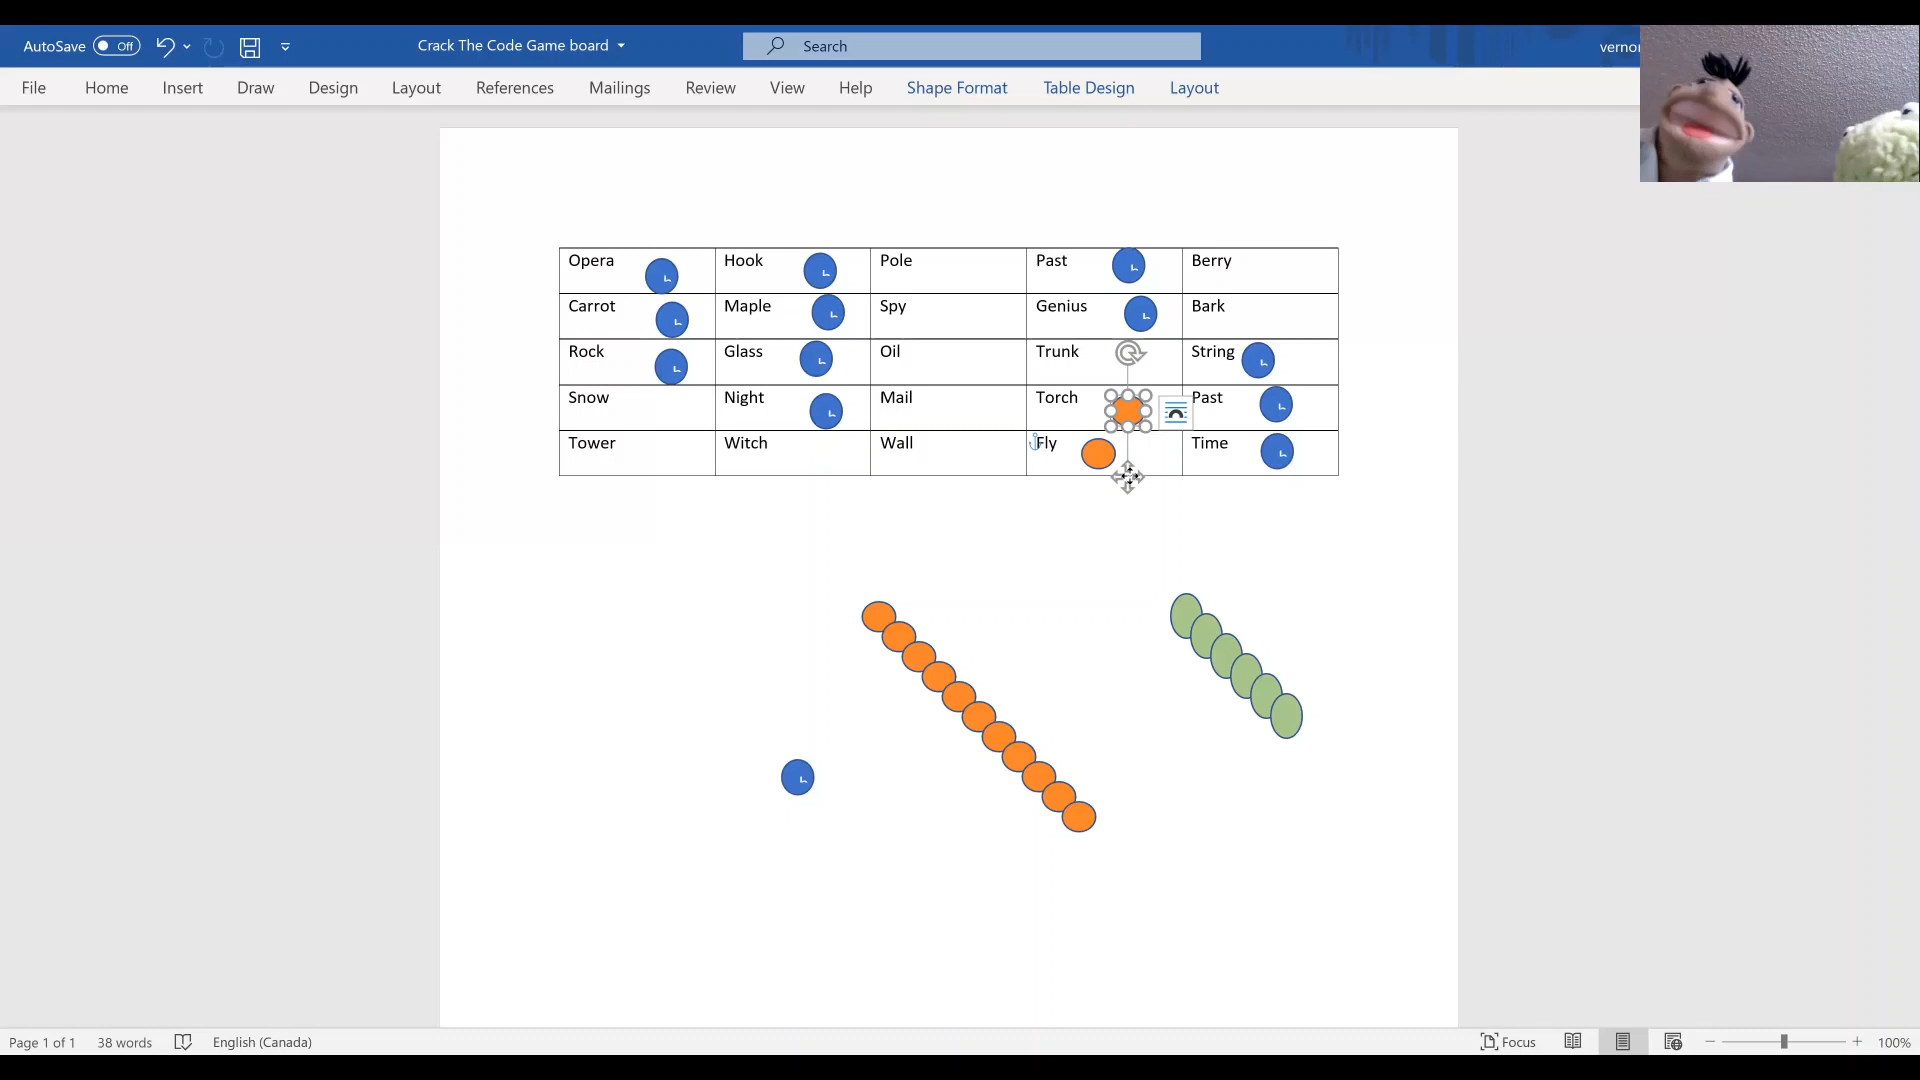 AutoSave Off Crack The Code Game board Search vernor
File Home Insert Draw Design Layout References Mailings Review View Help Shape Format Table Design Layout
Opera Hook Pole Past Berry
Carrot Maple Spy Genius Bark
Rock Glass Oil Trunk String
Snow Night Mail Torch Past
Tower Witch Wall Fly Time
Page 1 of 1 38 words English (Canada) Focus 100%